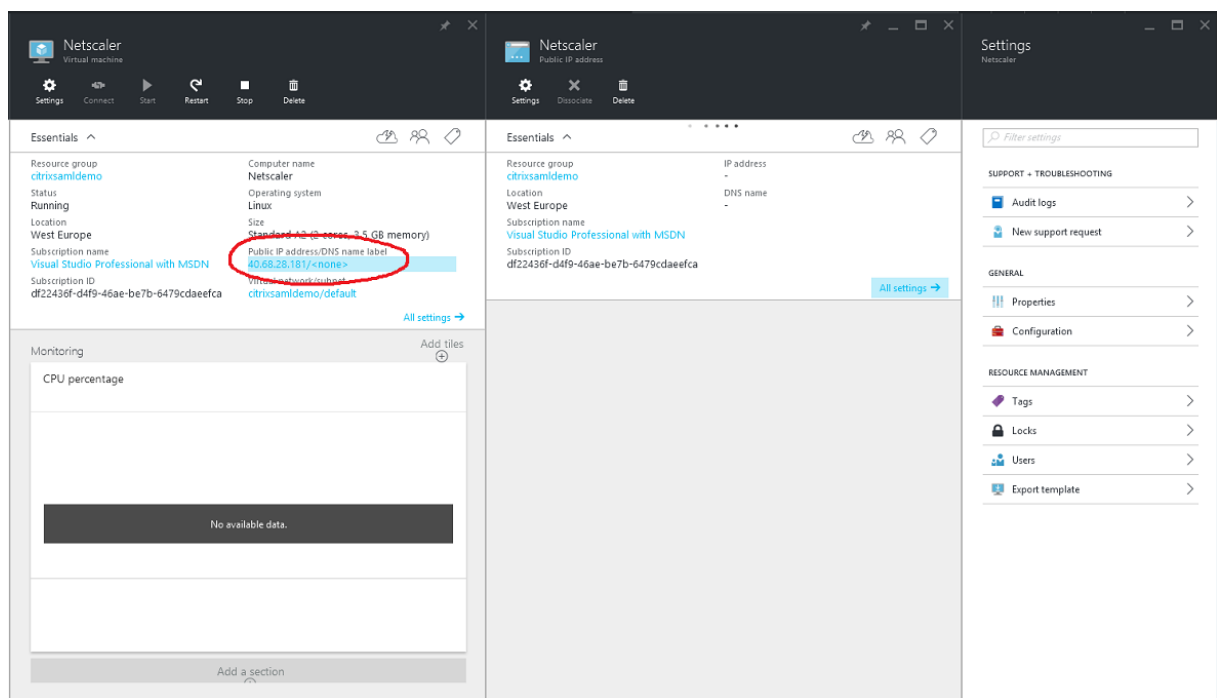 Netscaler
Virtual machine
Settings Connect Start Restart Stop Delete
Essentials
Resource group
citrixsamldemo
Status
Running
Location
West Europe
Subscription name
Visual Studio Professional with MSDN
Subscription ID
df22436f-d4f9-46ae-be7b-6479cdaeefca
Computer name
Netscaler
Operating system
Linux
Size
Standard A2 (2 cores, 3.5 GB memory)
Public IP address/DNS name label
40.68.28.181/<none>
Virtual network/subnet
citrixsamldemo/default
All settings →
Monitoring
Add tiles
CPU percentage
No available data.
Add a section
Netscaler
Public IP address
Settings Dissociate Delete
Essentials
Resource group
citrixsamldemo
Location
West Europe
Subscription name
Visual Studio Professional with MSDN
Subscription ID
df22436f-d4f9-46ae-be7b-6479cdaeefca
IP address
-
DNS name
-
All settings →
Settings
Netscaler
Filter settings
SUPPORT + TROUBLESHOOTING
Audit logs
New support request
GENERAL
Properties
Configuration
RESOURCE MANAGEMENT
Tags
Locks
Users
Export template